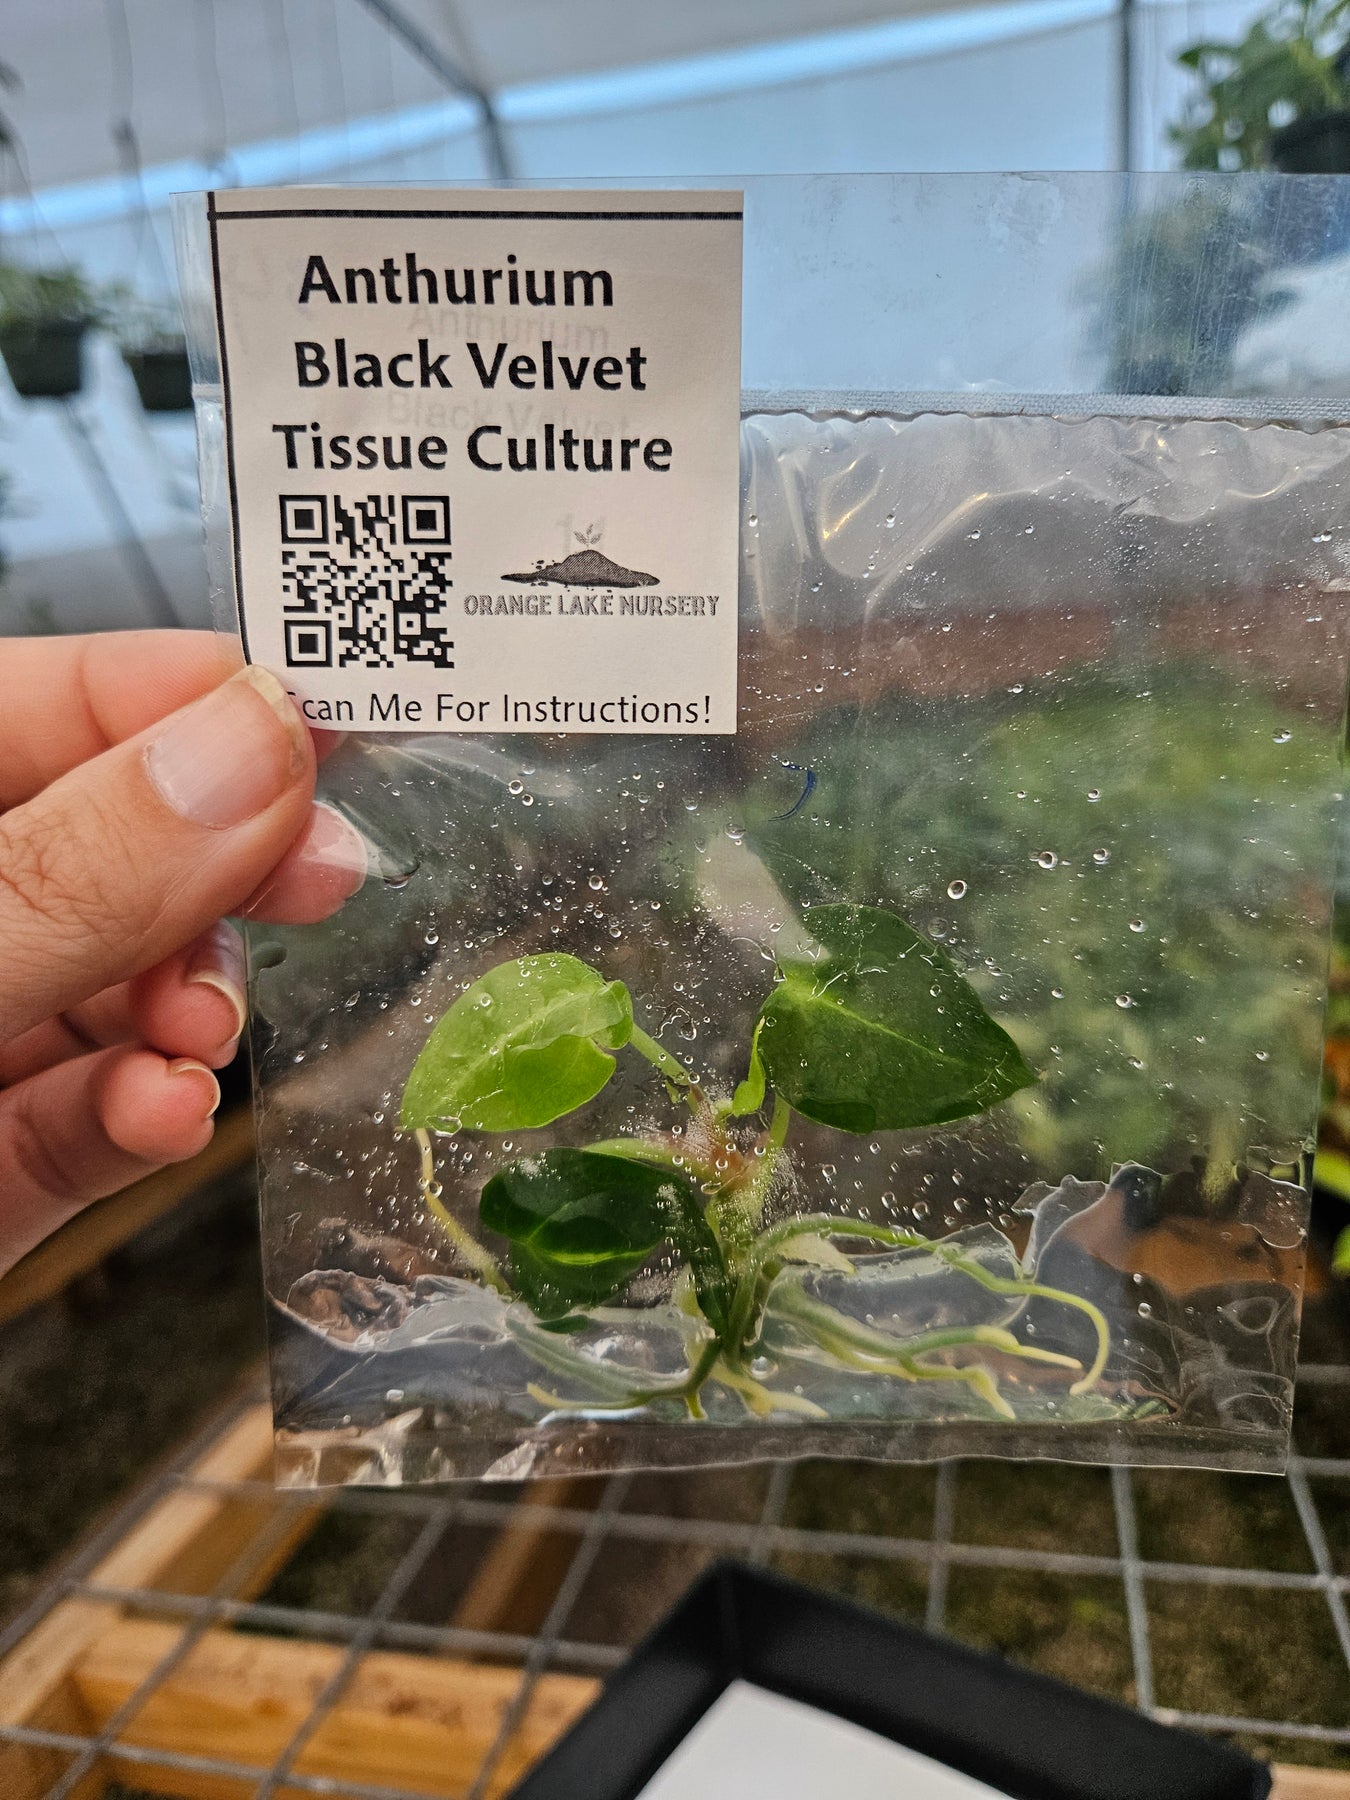 Anthurium
Black Velvet
Tissue Culture
ORANGE LAKE NURSERY
Scan Me For Instructions!